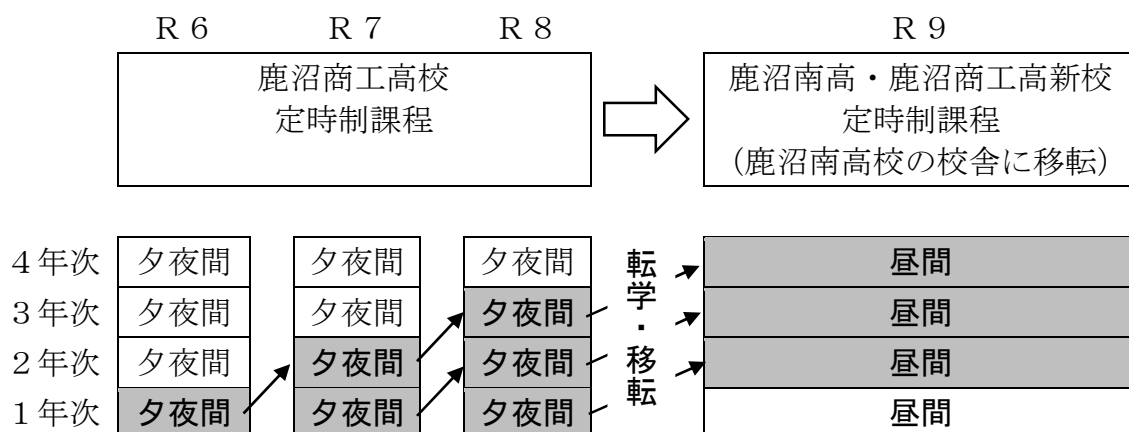 R6 R7 R8 R9
鹿沼商工高校
定時制課程
鹿沼南高・鹿沼商工高新校
定時制課程
(鹿沼南高校の校舎に移転)
4年次 夕夜間 夕夜間 夕夜間 昼間
3年次 夕夜間 夕夜間 夕夜間 昼間
2年次 夕夜間 夕夜間 夕夜間 昼間
1年次 夕夜間 夕夜間 夕夜間 昼間
転学・移転